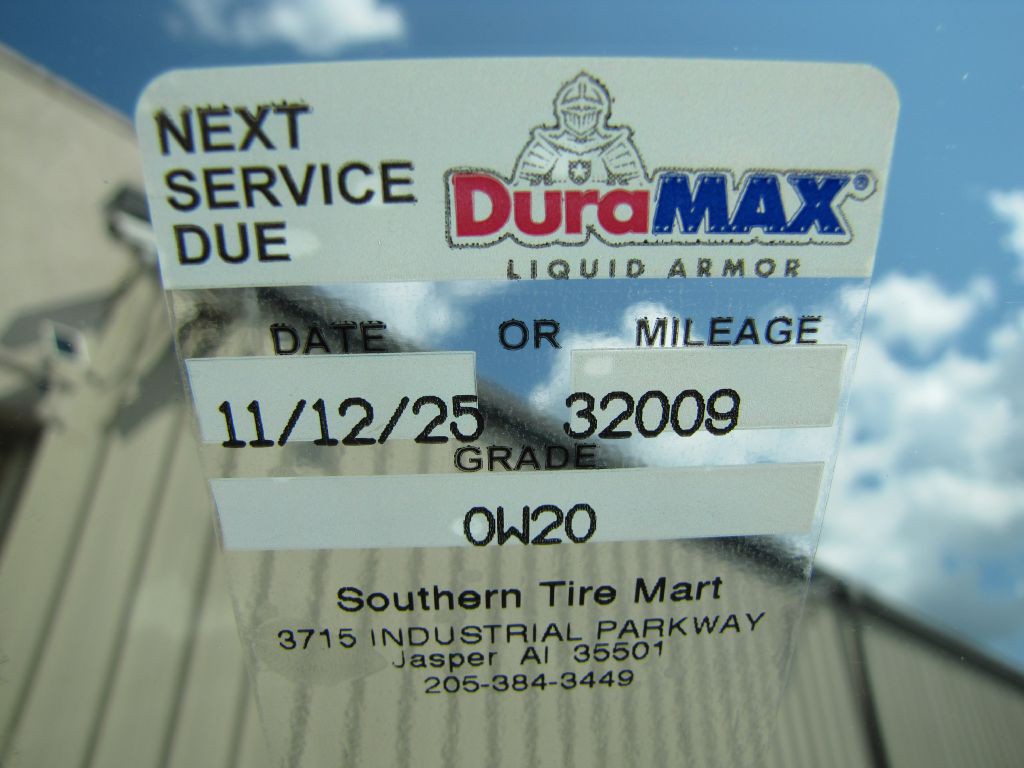 NEXT
SERVICE
DUE
DuraMAX®
LIQUID ARMOR
DATE OR MILEAGE
11/12/25 32009
GRADE
0W20
Southern Tire Mart
3715 INDUSTRIAL PARKWAY
Jasper Al 35501
205-384-3449